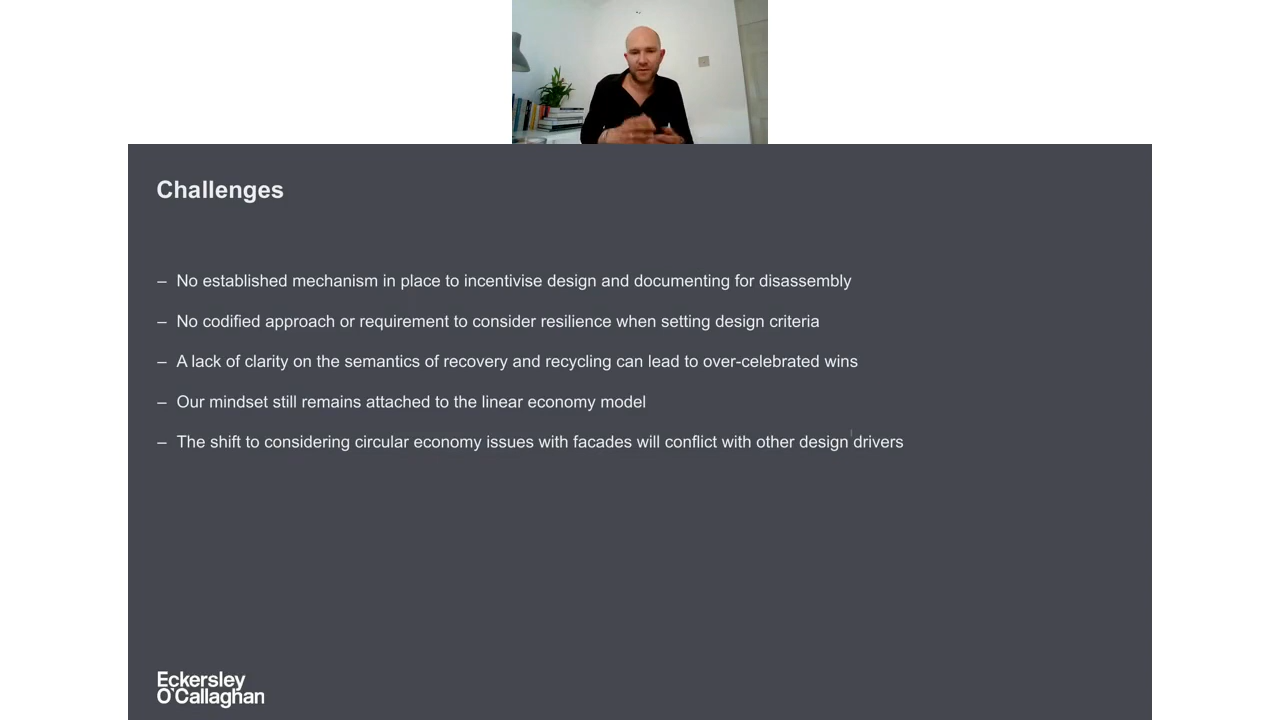 Challenges
– No established mechanism in place to incentivise design and documenting for disassembly
– No codified approach or requirement to consider resilience when setting design criteria
– A lack of clarity on the semantics of recovery and recycling can lead to over-celebrated wins
– Our mindset still remains attached to the linear economy model
– The shift to considering circular economy issues with facades will conflict with other design drivers
Eckersley
O'Callaghan